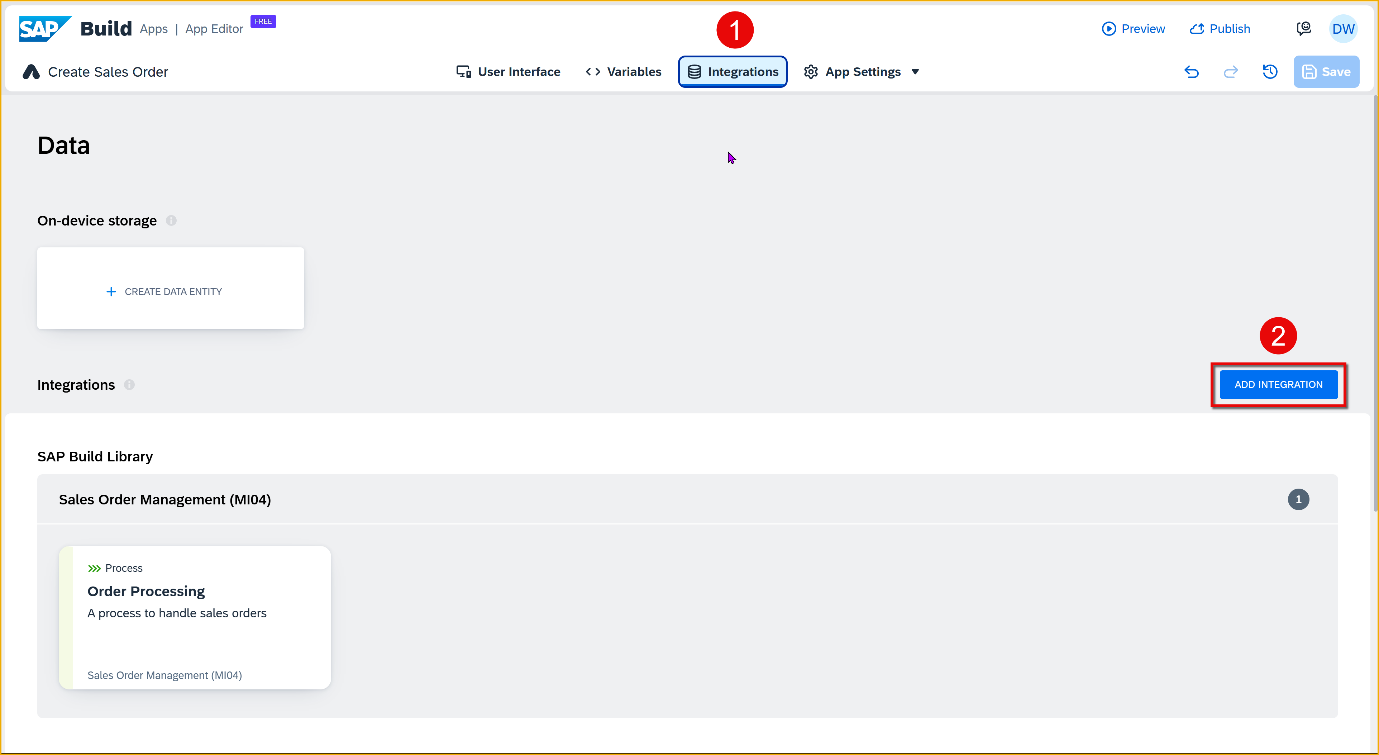 SAP Build Apps | App Editor FREE
1
Preview Publish DW
Create Sales Order
User Interface Variables Integrations App Settings
Save
Data
On-device storage
+ CREATE DATA ENTITY
2
Integrations
ADD INTEGRATION
SAP Build Library
Sales Order Management (MI04)
1
Process
Order Processing
A process to handle sales orders
Sales Order Management (MI04)